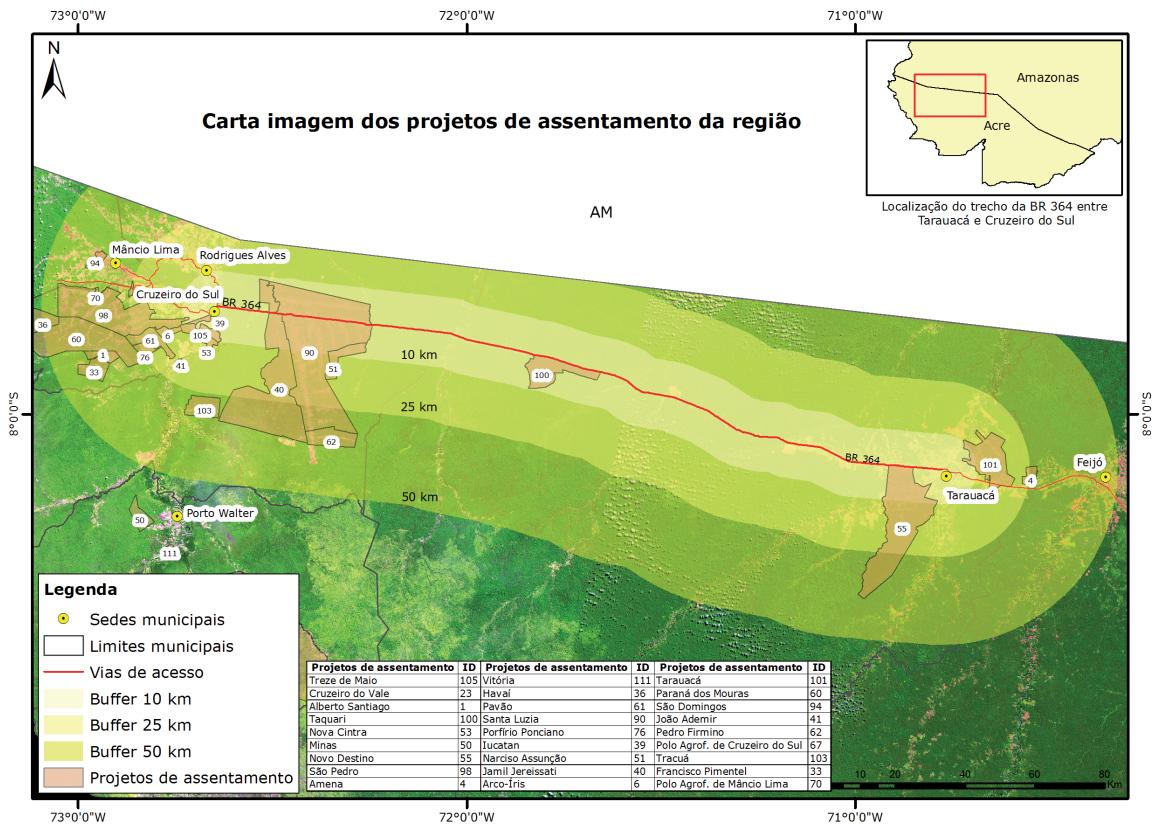 73°0'0"W 72°0'0"W 71°0'0"W
N
Carta imagem dos projetos de assentamento da região
Amazonas
Acre
Localização do trecho da BR 364 entre
Tarauacá e Cruzeiro do Sul
AM
Mâncio Lima
Rodrigues Alves
94
Cruzeiro do Sul
BR 364
70
98
36
39
60
61
6
105
1
76
53
33
41
90
51
40
103
62
10 km
100
25 km
50 km
8°0'0"S
8°0'0"S
BR 364
101
4
Feijó
Tarauacá
55
50
Porto Walter
111
Legenda
Sedes municipais
Limites municipais
Vias de acesso
Buffer 10 km
Buffer 25 km
Buffer 50 km
Projetos de assentamento
Projetos de assentamento ID Projetos de assentamento ID Projetos de assentamento ID
Treze de Maio 105 Vitória 111 Tarauacá 101
Cruzeiro do Vale 23 Havaí 36 Paraná dos Mouras 60
Alberto Santiago 1 Pavão 61 São Domingos 94
Taquari 100 Santa Luzia 90 João Ademir 41
Nova Cintra 53 Porfírio Ponciano 76 Pedro Firmino 62
Minas 50 Iucatan 39 Polo Agrof. de Cruzeiro do Sul 67
Novo Destino 55 Narciso Assunção 51 Tracuá 103
São Pedro 98 Jamil Jereissati 40 Francisco Pimentel 33
Amena 4 Arco-Íris 6 Polo Agrof. de Mâncio Lima 70
10 20 40 60 80
Km
73°0'0"W 72°0'0"W 71°0'0"W